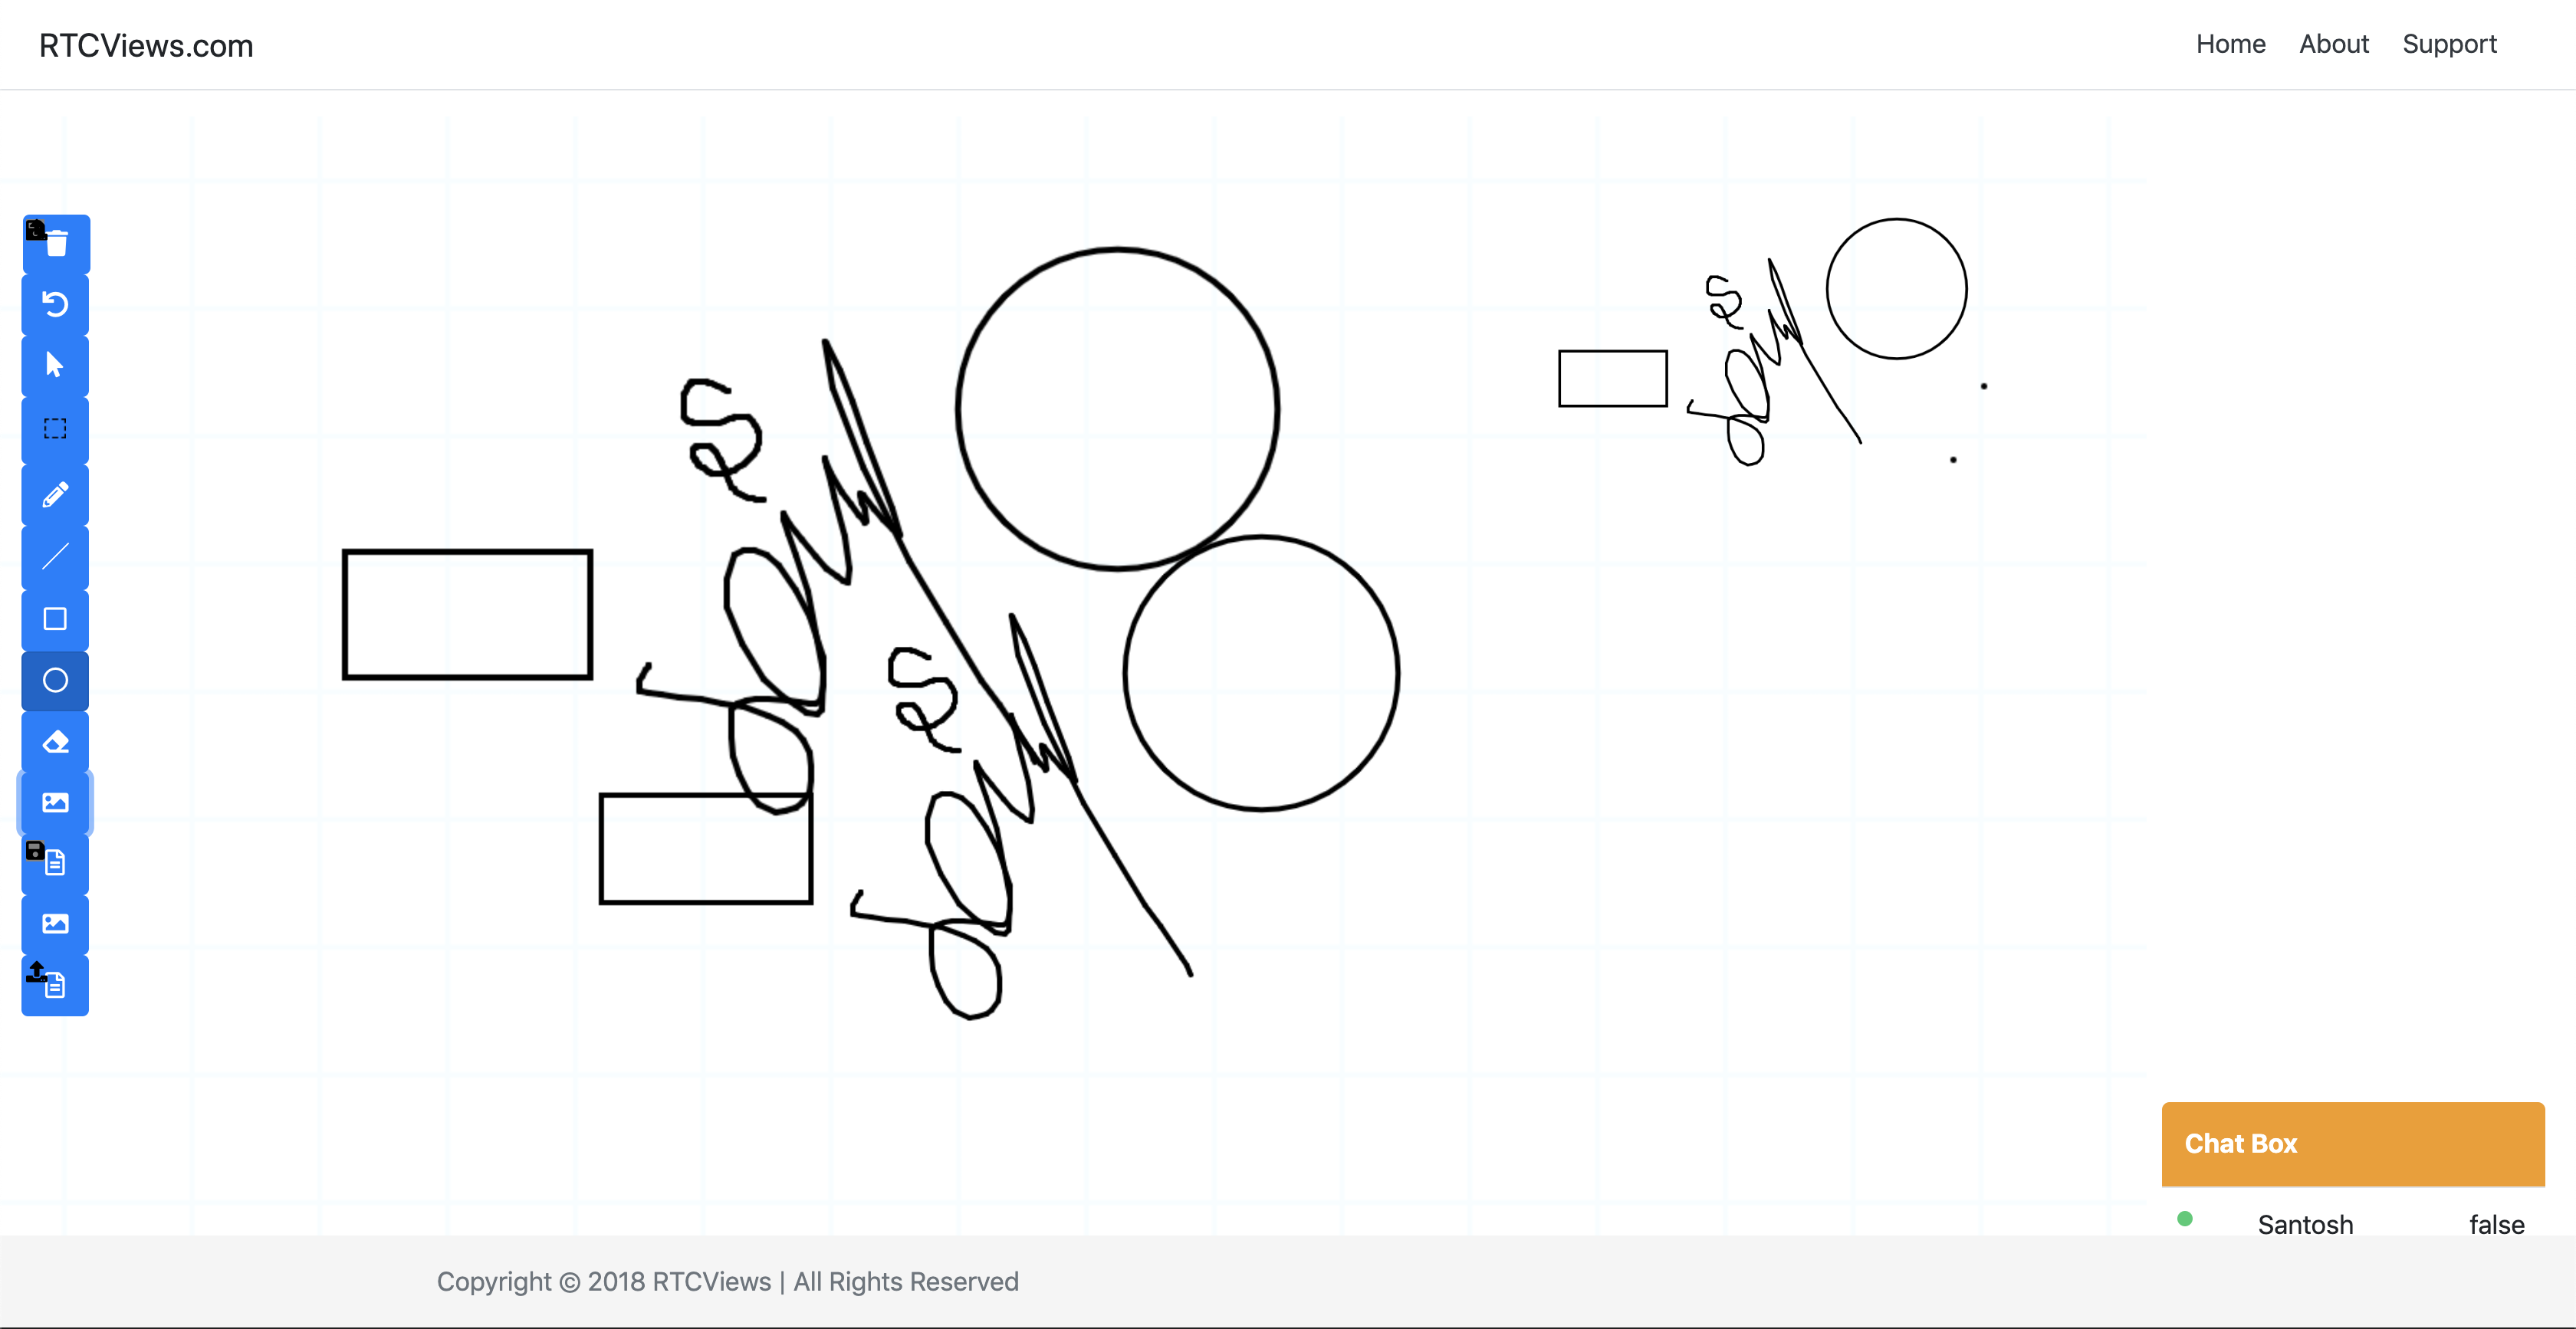 RTCViews.com
Home About Support
Chat Box
Santosh false
Copyright © 2018 RTCViews | All Rights Reserved